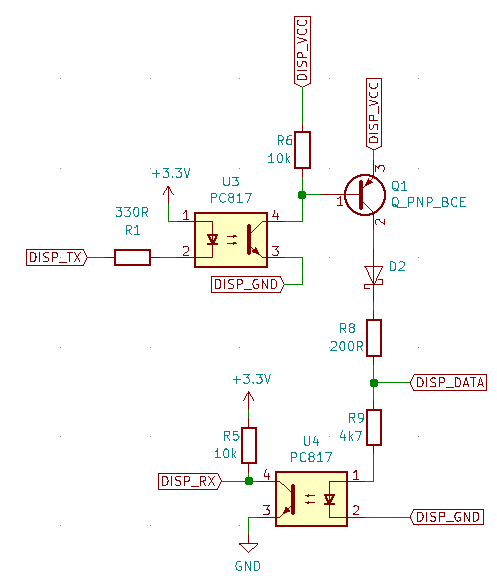 DISP_VCC
DISP_VCC
R6
10k
3
+3.3V
U3
PC817
Q1
Q_PNP_BCE
1
330R
R1
1
4
2
DISP_TX
2
3
D2
DISP_GND
R8
200R
+3.3V
DISP_DATA
R9
4k7
R5
10k
U4
PC817
DISP_RX
4
1
3
2
DISP_GND
GND